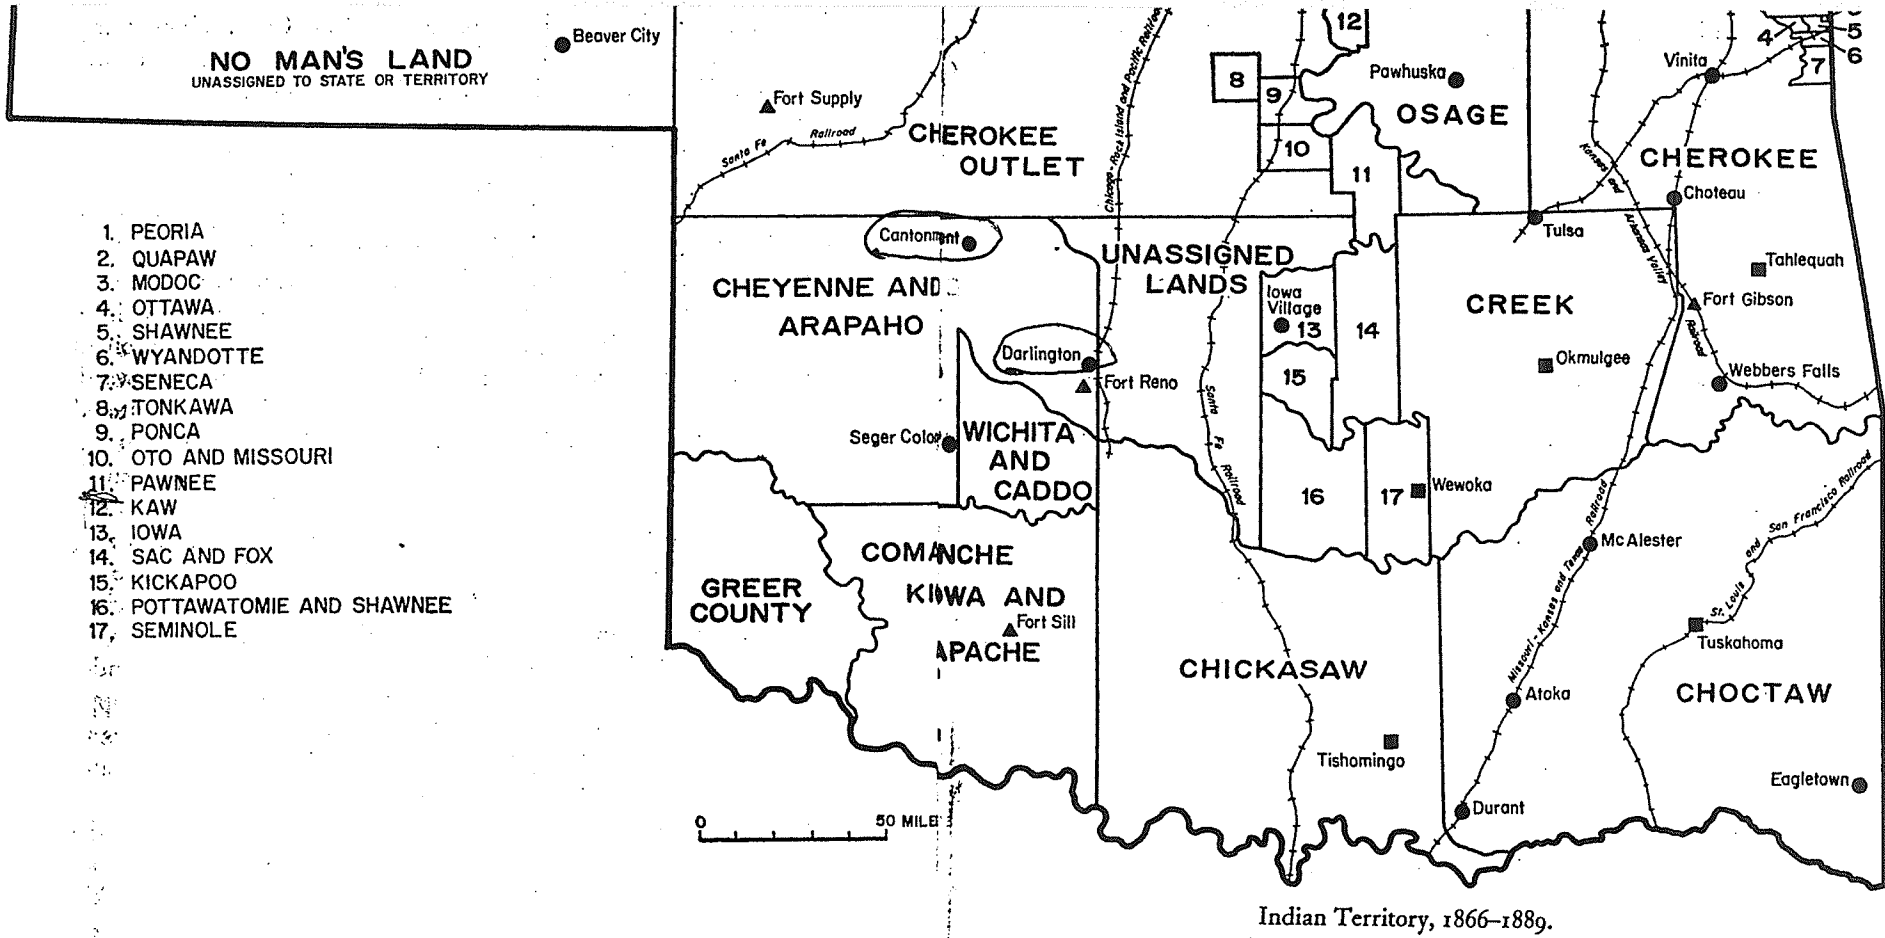 NO MAN'S LAND
UNASSIGNED TO STATE OR TERRITORY
Beaver City
Fort Supply
Santa Fe
Railroad
CHEROKEE
OUTLET
Chicago-Rock Island and Pacific Railroad
12
8
9
10
11
Pawhuska
OSAGE
Vinita
4
5
6
7
Kansas and
Arkansas Valley
Railroad
CHEROKEE
Choteau
Tulsa
Tahlequah
Fort Gibson
Webbers Falls
1. PEORIA
2. QUAPAW
3. MODOC
4. OTTAWA
5. SHAWNEE
6. WYANDOTTE
7. SENECA
8. TONKAWA
9. PONCA
10. OTO AND MISSOURI
11. PAWNEE
12. KAW
13. IOWA
14. SAC AND FOX
15. KICKAPOO
16. POTTAWATOMIE AND SHAWNEE
17. SEMINOLE
Cantonment
CHEYENNE AND
ARAPAHO
UNASSIGNED
LANDS
Iowa
Village
13
14
15
CREEK
Okmulgee
Darlington
Fort Reno
Santa
Fe
Railroad
Seger Colony
WICHITA
AND
CADDO
16
17
Wewoka
COMANCHE
KIOWA AND
APACHE
Fort Sill
GREER
COUNTY
CHICKASAW
Tishomingo
Missouri-Kansas and Texas
Railroad
McAlester
St. Louis and San Francisco Railroad
Tuskahoma
CHOCTAW
Atoka
Eagletown
Durant
0
50 MILE
Indian Territory, 1866–1889.